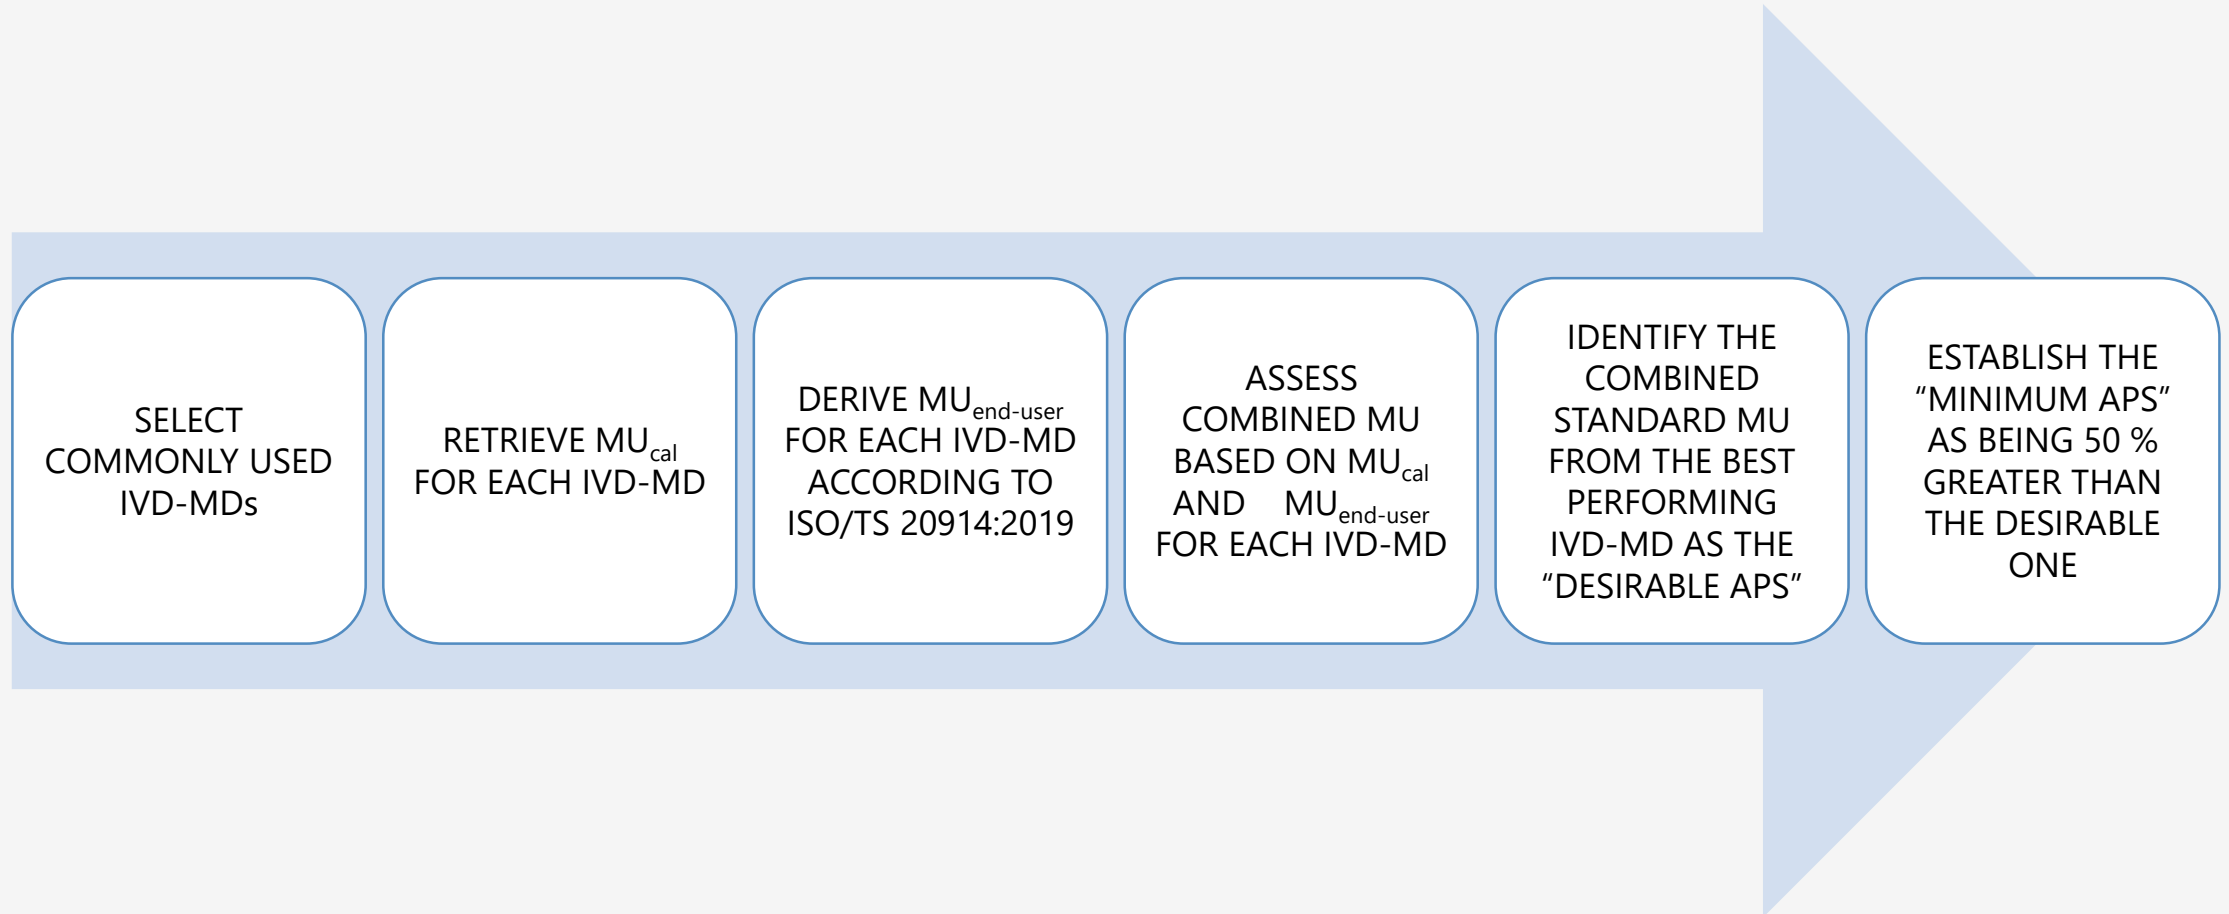 SELECT
COMMONLY USED
IVD-MDs
RETRIEVE MUcal
FOR EACH IVD-MD
DERIVE MUend-user
FOR EACH IVD-MD
ACCORDING TO
ISO/TS 20914:2019
ASSESS
COMBINED MU
BASED ON MUcal
AND MUend-user
FOR EACH IVD-MD
IDENTIFY THE
COMBINED
STANDARD MU
FROM THE BEST
PERFORMING
IVD-MD AS THE
“DESIRABLE APS”
ESTABLISH THE
“MINIMUM APS”
AS BEING 50 %
GREATER THAN
THE DESIRABLE
ONE